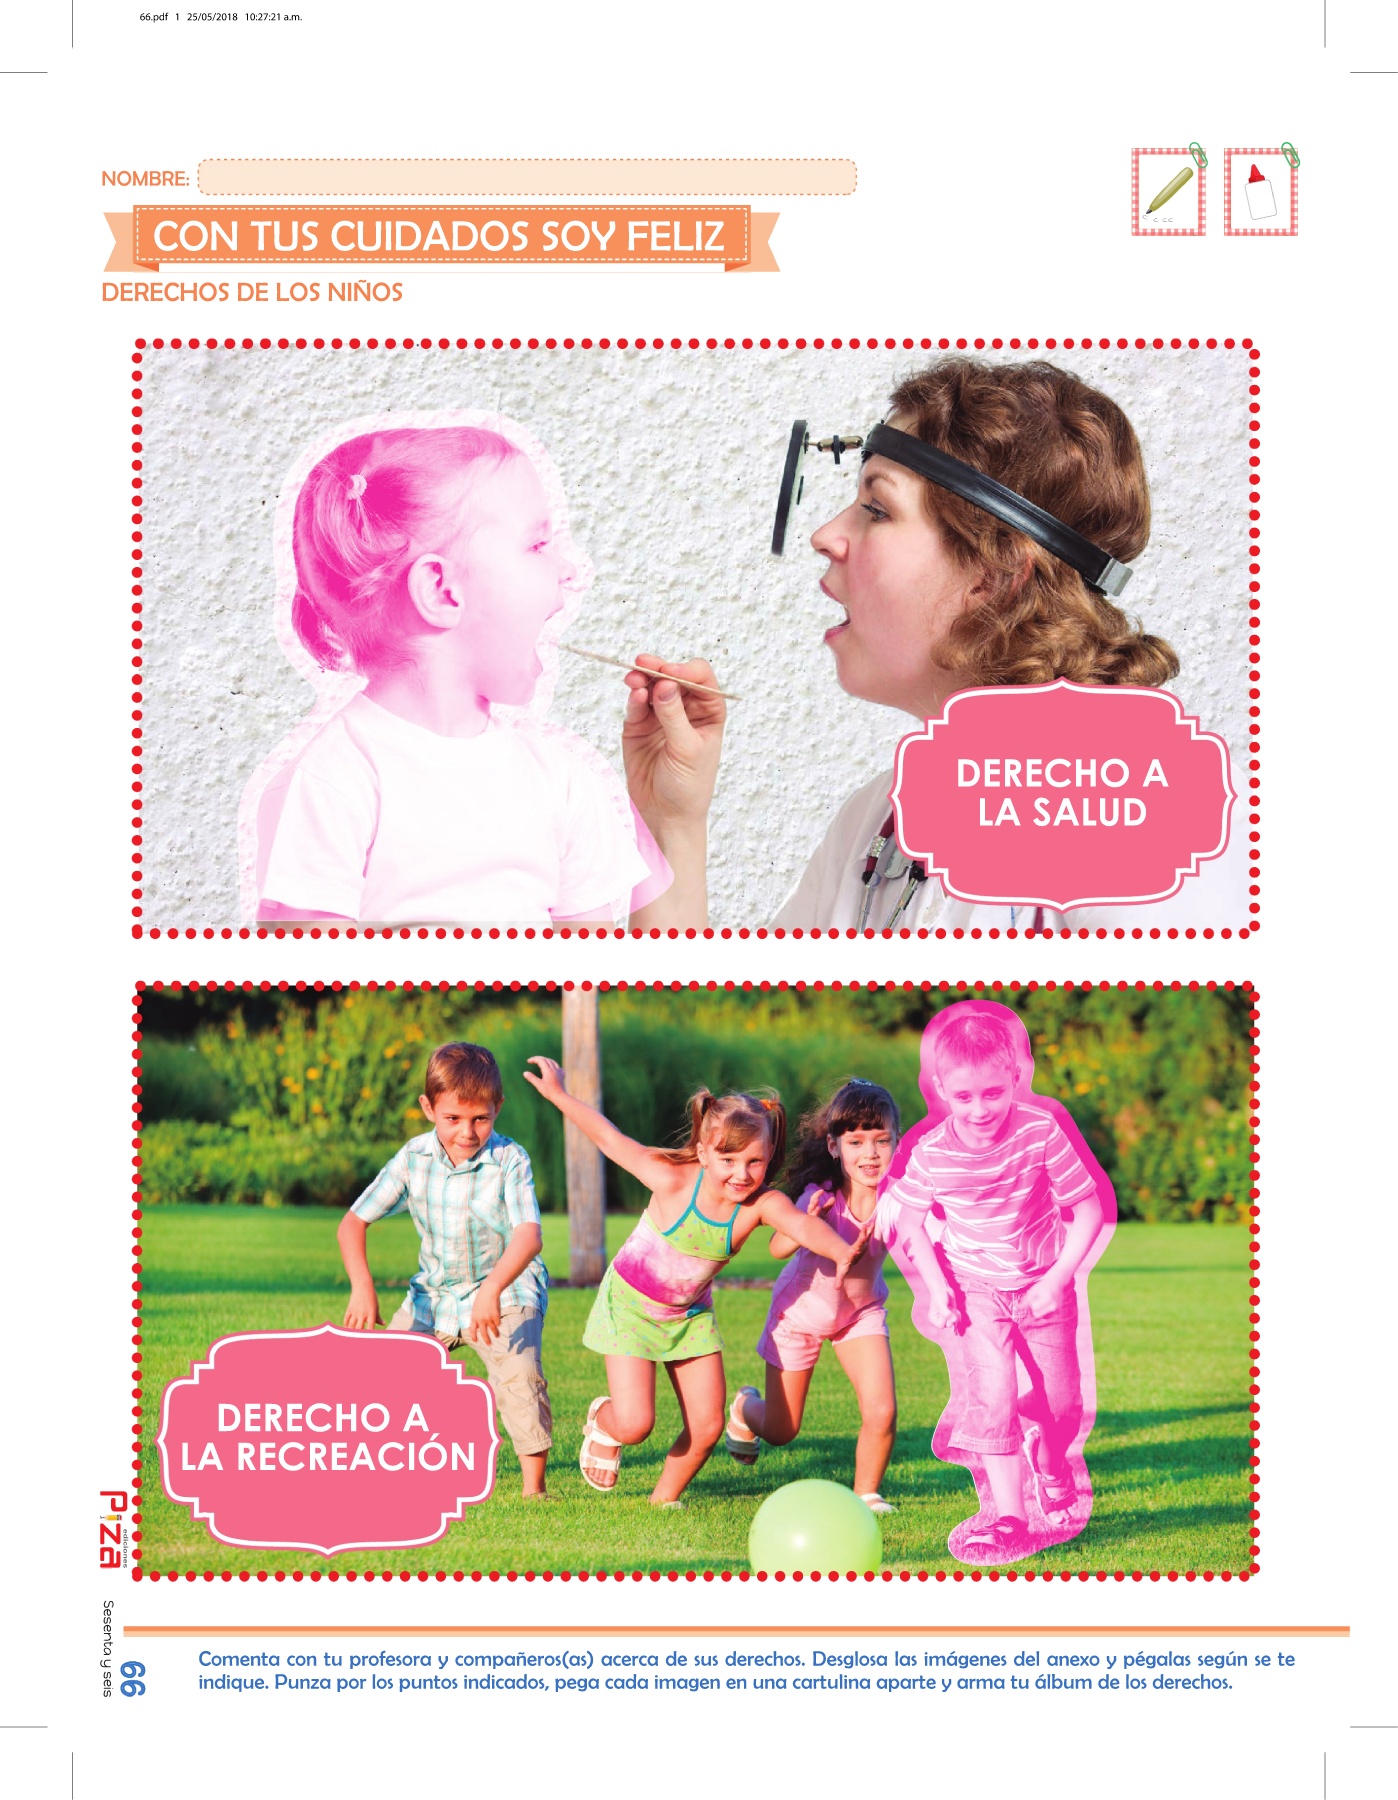 66.pdf 1 25/05/2018 10:27:21 a.m.
NOMBRE:
CON TUS CUIDADOS SOY FELIZ
DERECHOS DE LOS NIÑOS
DERECHO A
LA SALUD
DERECHO A
LA RECREACIÓN
Piza
ediciones
Sesenta y seis
66
Comenta con tu profesora y compañeros(as) acerca de sus derechos. Desglosa las imágenes del anexo y pégalas según se te
indique. Punza por los puntos indicados, pega cada imagen en una cartulina aparte y arma tu álbum de los derechos.